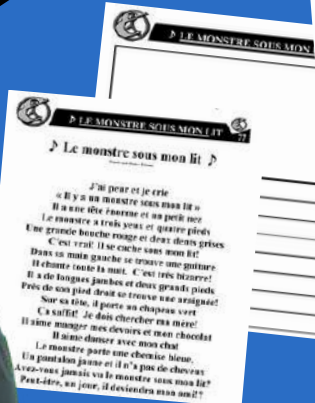 ♪ LE MONSTRE SOUS MON
♪ LE MONSTRE SOUS MON LIT
77
♪ Le monstre sous mon lit ♪
J'ai peur et je crie
« Il y a un monstre sous mon lit »
Il a une tête énorme et un petit nez
Le monstre a trois yeux et quatre pieds
Une grande bouche rouge et deux dents grises
C'est vrai! Il se cache sous mon lit!
Dans sa main gauche se trouve une guitare
Il chante toute la nuit. C'est très bizarre!
Il a de longues jambes et deux grands pieds
Près de son pied droit se trouve une araignée!
Sur sa tête, il porte un chapeau vert
Ça suffit! Je dois chercher ma mère!
Il aime manger mes devoirs et mon chocolat
Il aime danser avec mon chat
Le monstre porte une chemise bleue,
Un pantalon jaune et il n'a pas de cheveux
Avez-vous jamais vu le monstre sous mon lit?
Peut-être, un jour, il deviendra mon ami!?